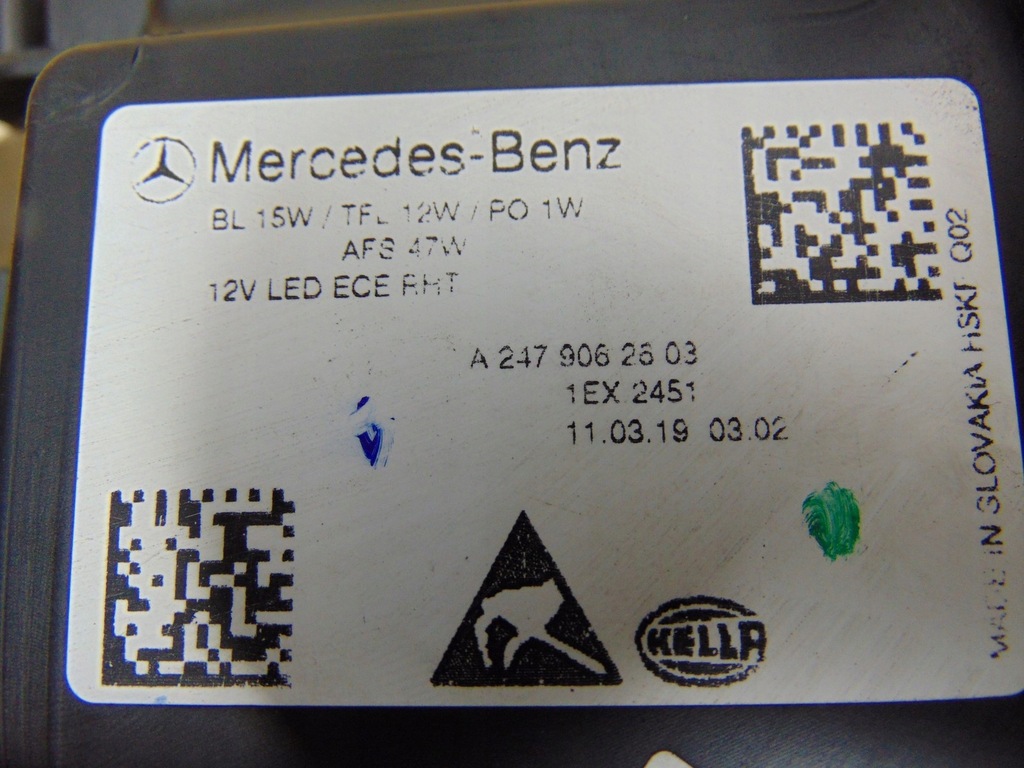 Mercedes-Benz
BL 15W / TFL 12W / PO 1W
AFS 47W
12V LED ECE RHT
A 247 906 26 03
1EX 2451
11.03.19 03.02
MADE IN SLOVAKIA HSKT Q02
HELLA